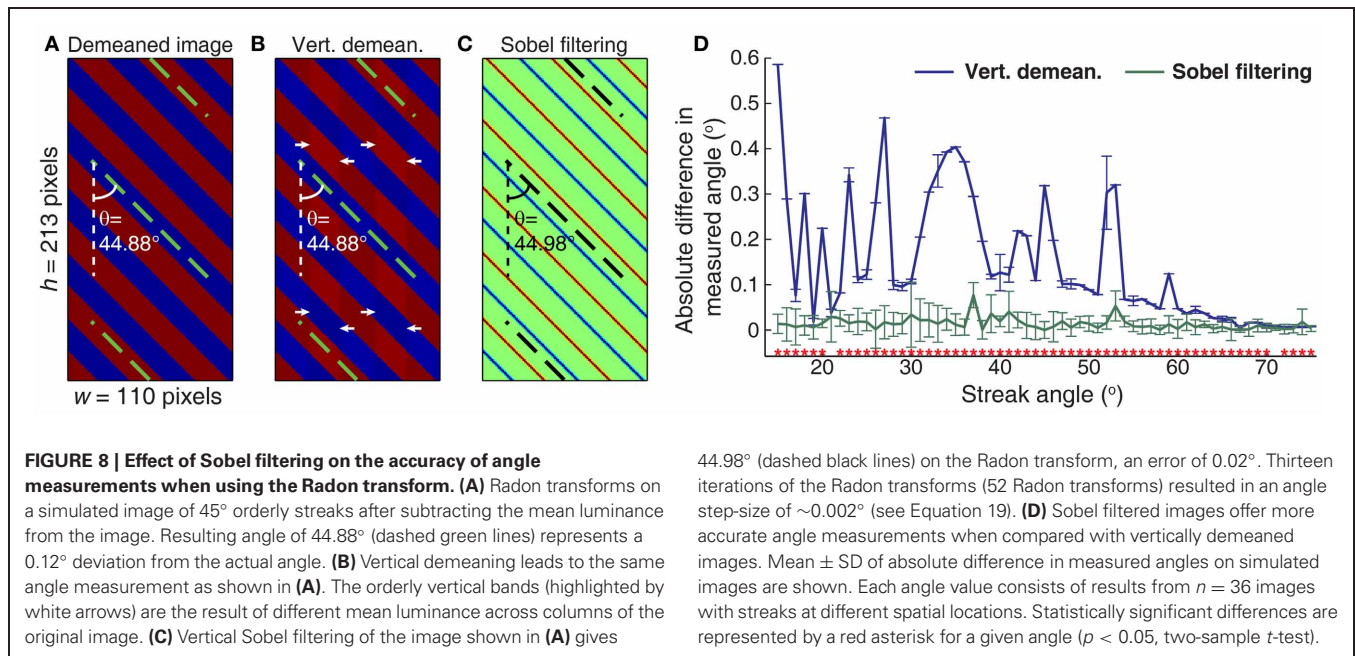 A Demeaned image
B Vert. demean.
C Sobel filtering
D
h = 213 pixels
w = 110 pixels
θ=
44.88°
θ=
44.88°
θ=
44.98°
Absolute difference in
measured angle (°)
0.6
0.5
0.4
0.3
0.2
0.1
0
Vert. demean.
Sobel filtering
*************************************************************
20
30
40
50
60
70
Streak angle (°)
FIGURE 8 | Effect of Sobel filtering on the accuracy of angle
measurements when using the Radon transform. (A) Radon transforms on
a simulated image of 45° orderly streaks after subtracting the mean luminance
from the image. Resulting angle of 44.88° (dashed green lines) represents a
0.12° deviation from the actual angle. (B) Vertical demeaning leads to the same
angle measurement as shown in (A). The orderly vertical bands (highlighted by
white arrows) are the result of different mean luminance across columns of the
original image. (C) Vertical Sobel filtering of the image shown in (A) gives
44.98° (dashed black lines) on the Radon transform, an error of 0.02°. Thirteen
iterations of the Radon transforms (52 Radon transforms) resulted in an angle
step-size of ~0.002° (see Equation 19). (D) Sobel filtered images offer more
accurate angle measurements when compared with vertically demeaned
images. Mean ± SD of absolute difference in measured angles on simulated
images are shown. Each angle value consists of results from n = 36 images
with streaks at different spatial locations. Statistically significant differences are
represented by a red asterisk for a given angle (p < 0.05, two-sample t-test).